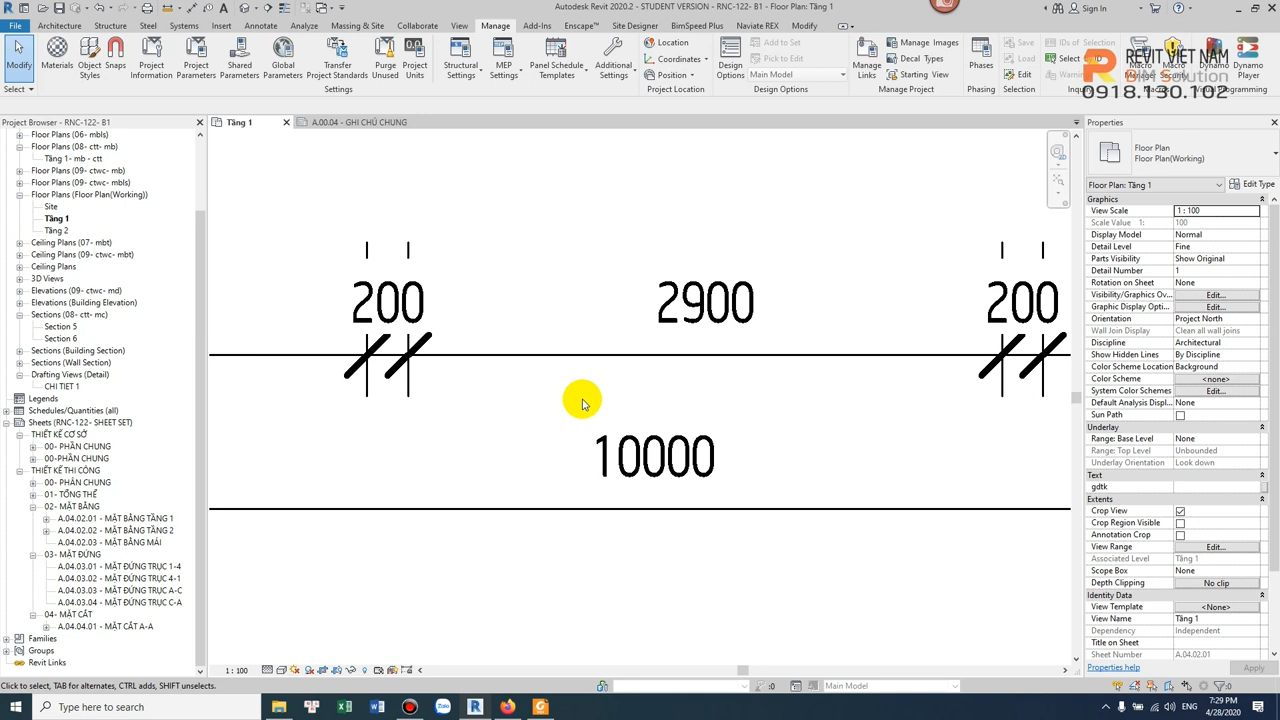 Autodesk Revit 2020.2 - STUDENT VERSION - RNC-122- B1 - Floor Plan: Tầng 1
Sign In
File Architecture Structure Steel Systems Insert Annotate Analyze Massing & Site Collaborate View Manage Add-Ins Enscape™ Site Designer BimSpeed Plus Naviate REX Modify
Modify
Materials
Object Styles
Snaps
Project Information
Project Parameters
Shared Parameters
Global Parameters
Transfer Project Standards
Purge Unused
Project Units
Structural Settings
MEP Settings
Panel Schedule Templates
Additional Settings
Location
Coordinates
Position
Design Options
Add to Set
Pick to Edit
Main Model
Manage Links
Manage Images
Decal Types
Starting View
Phases
Save
Load
Edit
IDs of Selection
REVIT VIET NAM
BIM Solution
0918.130.102
Dynamo
Dynamo Player
Select
Settings
Project Location
Design Options
Manage Project
Phasing
Selection
Project Browser - RNC-122- B1
Tầng 1
A.00.04 - GHI CHÚ CHUNG
Properties
Floor Plans (06- mbls)
Floor Plans (08- ctt- mb)
Tầng 1- mb - ctt
Floor Plans (09- ctwc- mb)
Floor Plans (09- ctwc- mbls)
Floor Plans (Floor Plan(Working))
Site
Tầng 1
Tầng 2
Ceiling Plans (07- mbt)
Ceiling Plans (09- ctwc- mbt)
Ceiling Plans
3D Views
Elevations (09- ctwc- md)
Elevations (Building Elevation)
Sections (08- ctt - mc)
Section 5
Section 6
Sections (Building Section)
Sections (Wall Section)
Drafting Views (Detail)
CHI TIET 1
Legends
Schedules/Quantities (all)
Sheets (RNC-122- SHEET SET)
THIẾT KẾ CƠ SỞ
00- PHẦN CHUNG
00-PHẦN CHUNG
THIẾT KẾ THI CÔNG
00- PHẦN CHUNG
01- TỔNG THỂ
02- MẶT BẰNG
A.04.02.01 - MẶT BẰNG TẦNG 1
A.04.02.02 - MẶT BẰNG TẦNG 2
A.04.02.03 - MẶT BẰNG MÁI
03- MẶT ĐỨNG
A.04.03.01 - MẶT ĐỨNG TRỤC 1-4
A.04.03.02 - MẶT ĐỨNG TRỤC 4-1
A.04.03.03 - MẶT ĐỨNG TRỤC A-C
A.04.03.04 - MẶT ĐỨNG TRỤC C-A
04- MẶT CẮT
A.04.04.01 - MẶT CẮT A-A
Families
Groups
Revit Links
200 2900 200
10000
Floor Plan
Floor Plan(Working)
Floor Plan: Tầng 1 Edit Type
Graphics
View Scale 1 : 100
Scale Value 1: 100
Display Model Normal
Detail Level Fine
Parts Visibility Show Original
Detail Number 1
Rotation on Sheet None
Visibility/Graphics Ov... Edit...
Graphic Display Opti... Edit...
Orientation Project North
Wall Join Display Clean all wall joins
Discipline Architectural
Show Hidden Lines By Discipline
Color Scheme Location Background
Color Scheme <none>
System Color Schemes Edit...
Default Analysis Displ... None
Sun Path
Underlay
Range: Base Level None
Range: Top Level Unbounded
Underlay Orientation Look down
Text
gdtk
Extents
Crop View
Crop Region Visible
Annotation Crop
View Range Edit...
Associated Level Tầng 1
Scope Box None
Depth Clipping No clip
Identity Data
View Template <None>
View Name Tầng 1
Dependency Independent
Title on Sheet
Sheet Number A.04.02.01
Properties help Apply
1 : 100
Click to select, TAB for alternates, CTRL adds, SHIFT unselects.
:0 Main Model :0
Type here to search
ENG
7:29 PM
4/28/2020